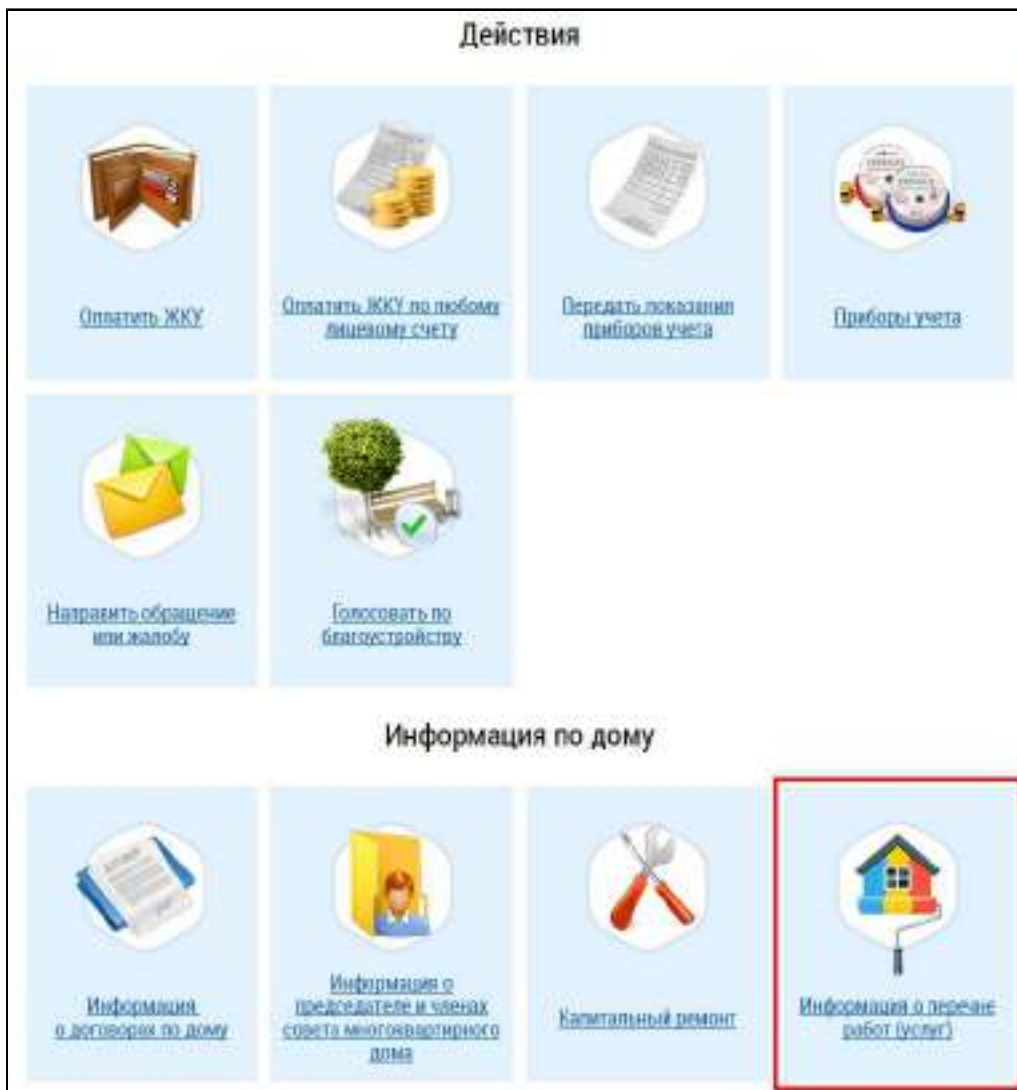 Действия
Оплатить ЖКУ
Оплатить ЖКУ по любому
лицевому счету
Передать показания
приборов учета
Приборы учета
Направить обращение
или жалобу
Голосовать по
благоустройству
Информация по дому
Информация
о договорах по дому
Информация о
председателе и членах
совета многоквартирного
дома
Капитальный ремонт
Информация о перечне
работ (услуг)